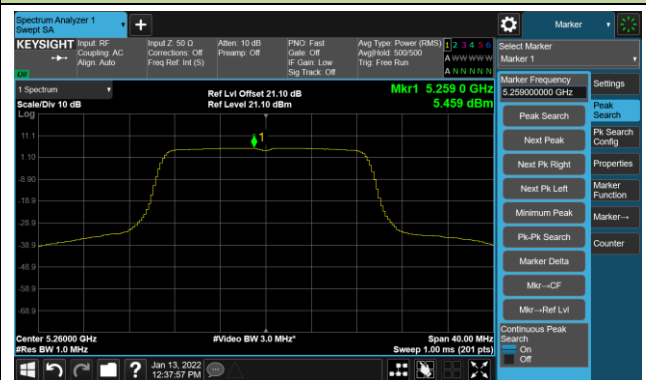 Spectrum Analyzer 1
Swept SA
+
Marker
KEYSIGHT
Input: RF
Coupling: AC
Align: Auto
Input Z: 50 Ω
Corrections: Off
Freq Ref: Int (S)
Atten: 10 dB
Preamp: Off
PNO: Fast
Gate: Off
IF Gain: Low
Sig Track: Off
Avg Type: Power (RMS)
Avg|Hold: 500/500
Trig: Free Run
1 2 3 4 5 6
A W W W W W
A N N N N N
Select Marker
Marker 1
1 Spectrum
Scale/Div 10 dB
Log
Ref Lvl Offset 21.10 dB
Ref Level 21.10 dBm
Mkr1 5.259 0 GHz
5.459 dBm
11.1
1.10
-8.90
-18.9
-28.9
-38.9
-48.9
-58.9
-68.9
1
Center 5.26000 GHz
#Res BW 1.0 MHz
#Video BW 3.0 MHz*
Span 40.00 MHz
Sweep 1.00 ms (201 pts)
Marker Frequency
5.259000000 GHz
Peak Search
Next Peak
Next Pk Right
Next Pk Left
Minimum Peak
Pk-Pk Search
Marker Delta
Mkr→CF
Mkr→Ref Lvl
Continuous Peak
Search
On
Off
Settings
Peak
Search
Pk Search
Config
Properties
Marker
Function
Marker→
Counter
?
Jan 13, 2022
12:37:57 PM